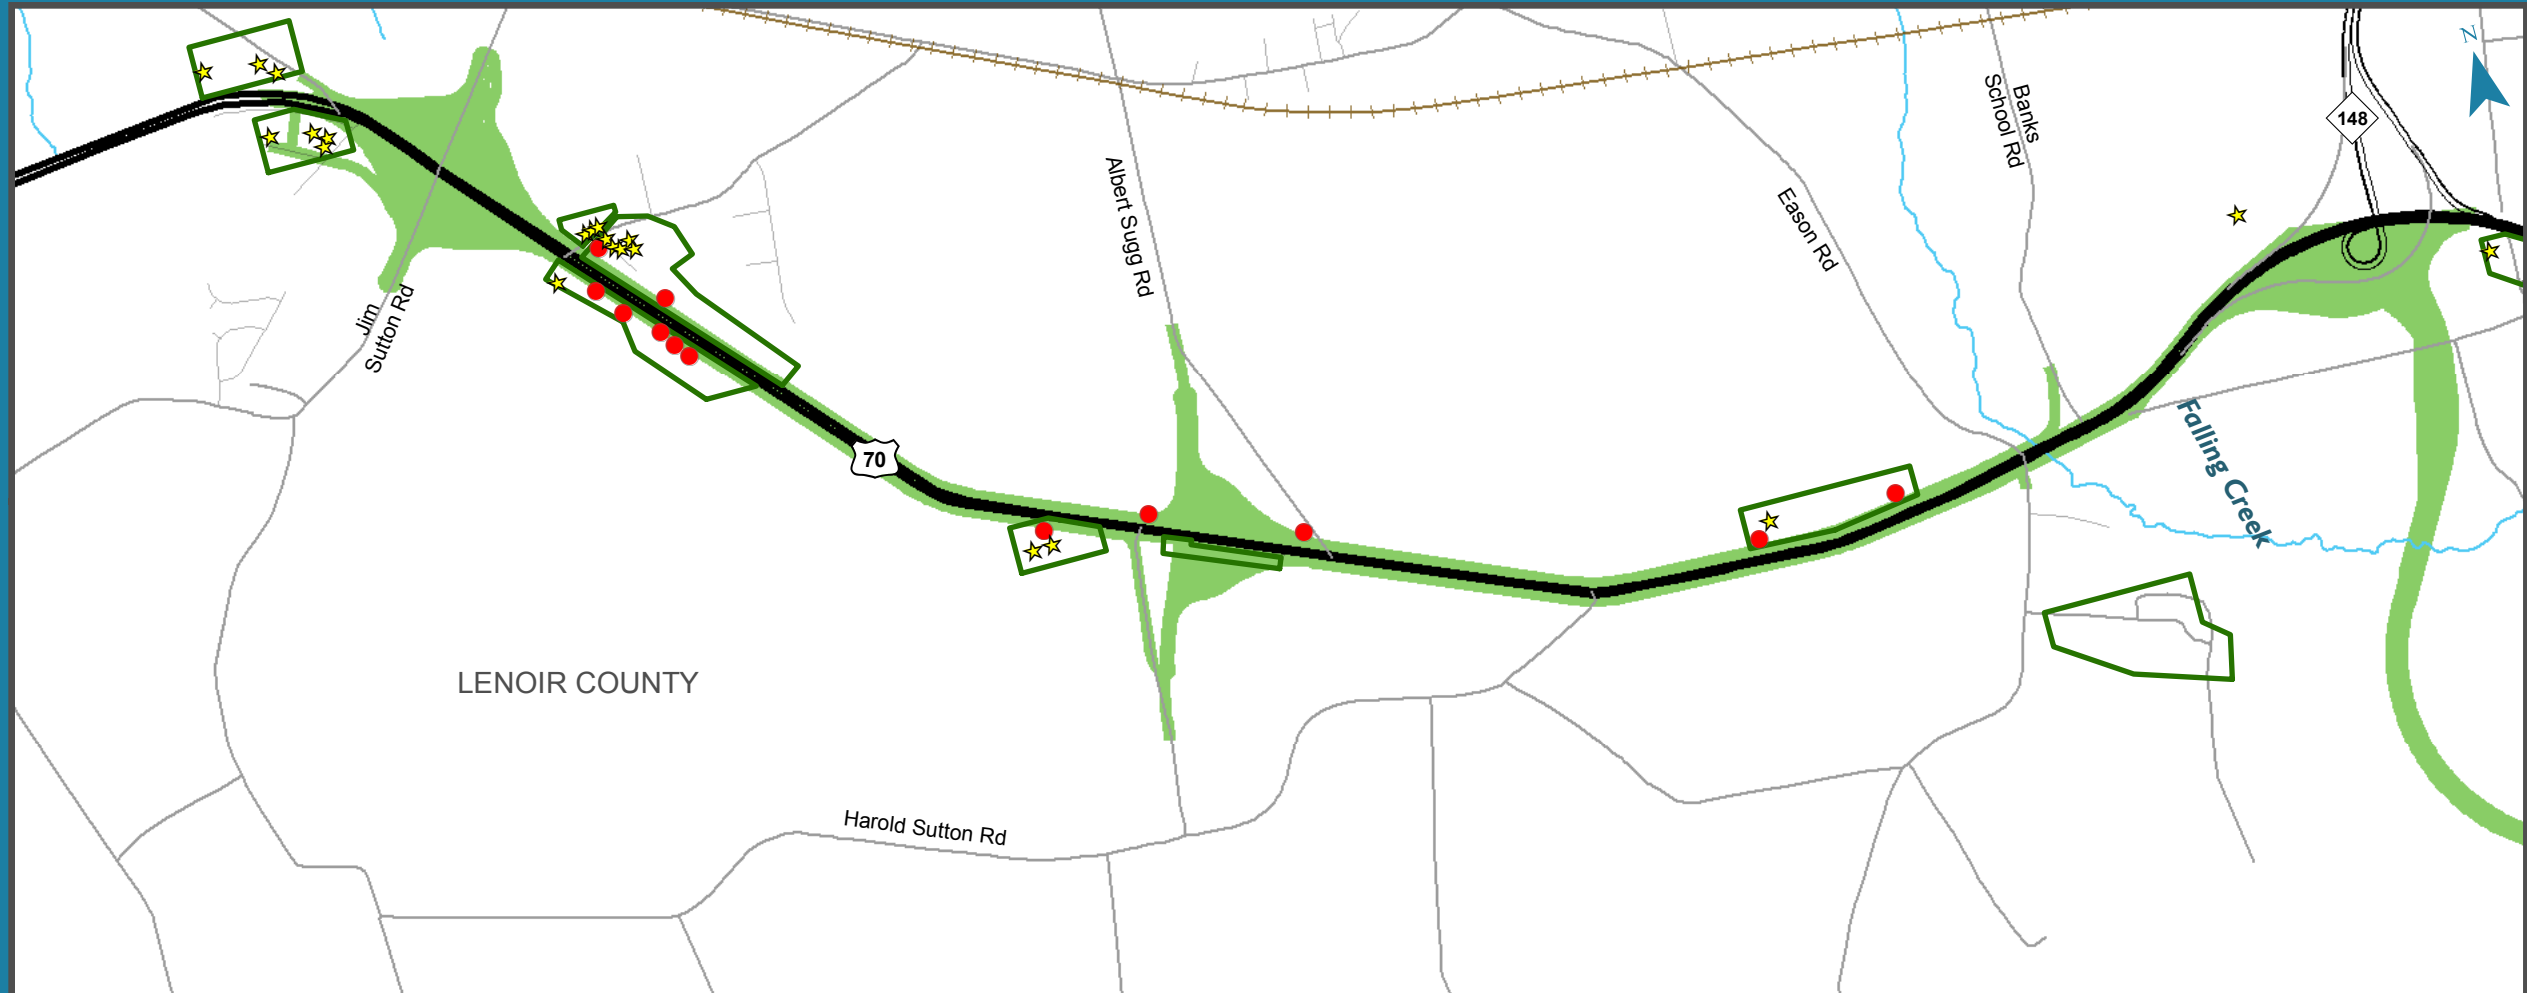 N
Banks
School Rd
148
Albert Sugg Rd
Eason Rd
Jim
Sutton Rd
70
Falling Creek
LENOIR COUNTY
Harold Sutton Rd